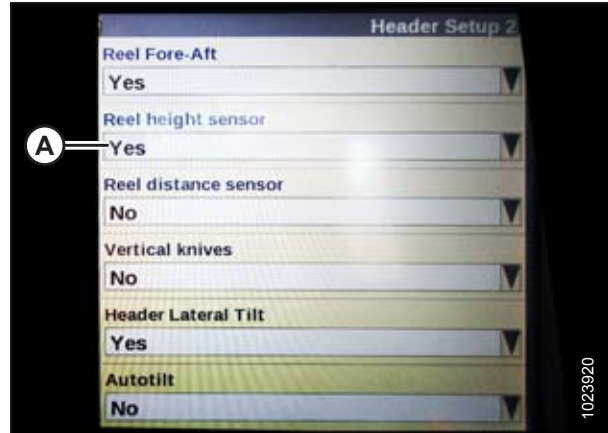 Header Setup 2
Reel Fore-Aft
Yes
Reel height sensor
A
Yes
Reel distance sensor
No
Vertical knives
No
Header Lateral Tilt
Yes
Autotilt
No
1023920